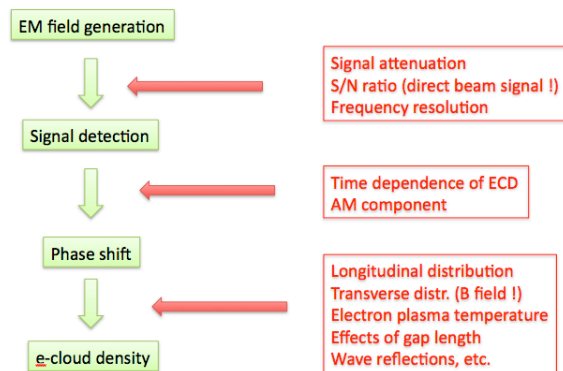 EM field generation
Signal attenuation
S/N ratio (direct beam signal !)
Frequency resolution
Signal detection
Time dependence of ECD
AM component
Phase shift
Longitudinal distribution
Transverse distr. (B field !)
Electron plasma temperature
Effects of gap length
Wave reflections, etc.
e-cloud density